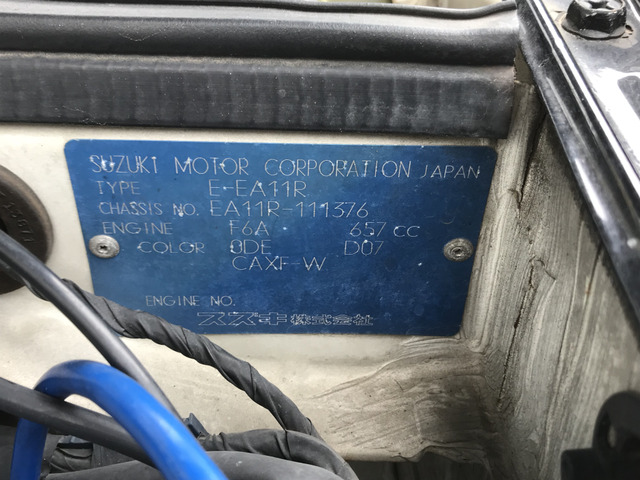 SUZUKI MOTOR CORPORATION JAPAN
TYPE E-EA11R
CHASSIS NO. EA11R-111376
ENGINE F6A 657 CC
COLOR 0DE D07
CAXF-W
ENGINE NO.
スズキ株式会社